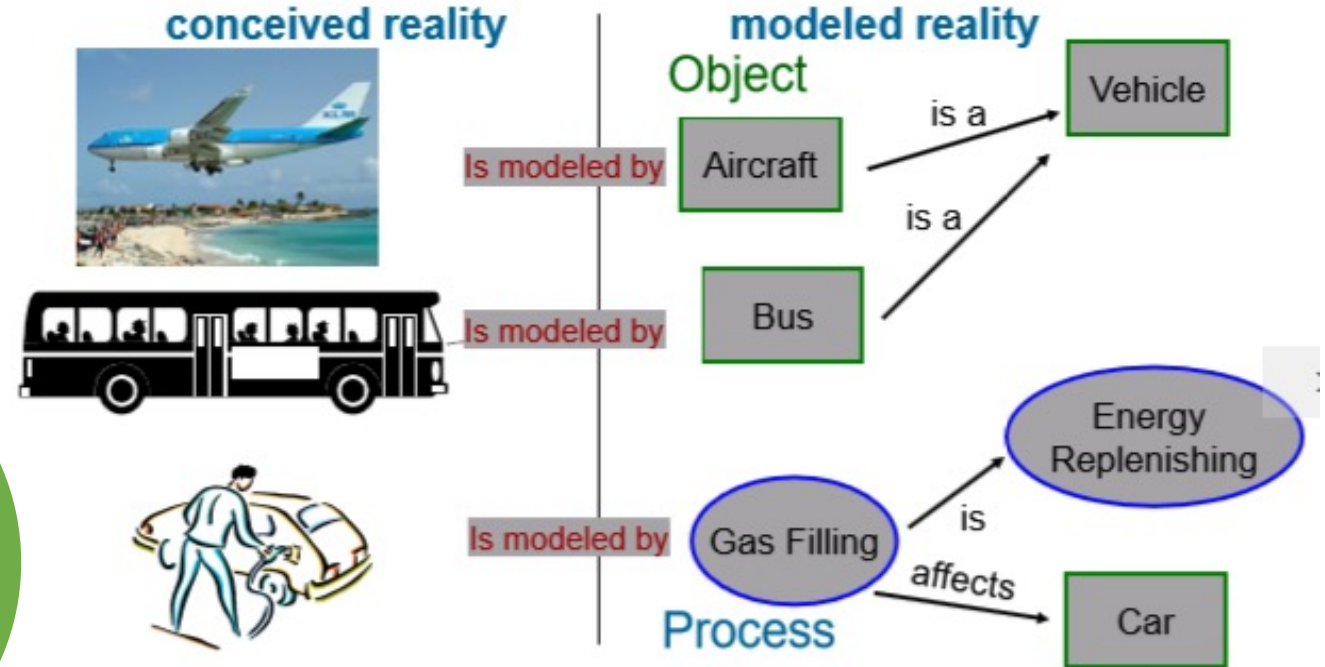 conceived reality
modeled reality
Object
Vehicle
is a
Is modeled by
Aircraft
is a
Is modeled by
Bus
Energy
Replenishing
Is modeled by
Gas Filling
is
affects
Car
Process